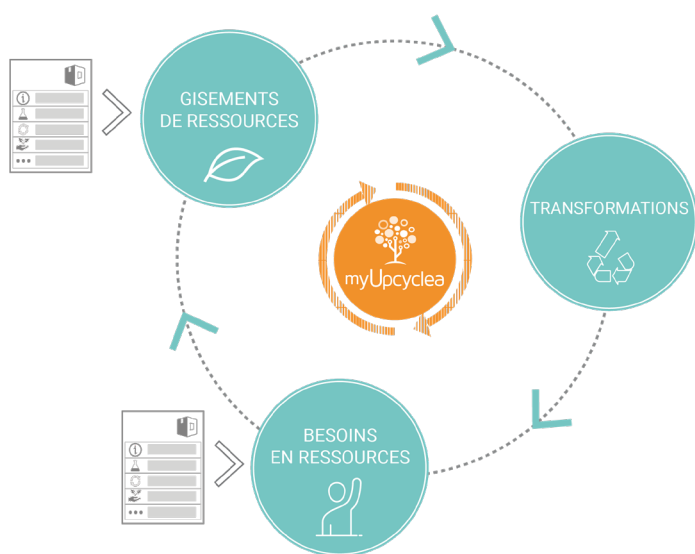 GISEMENTS
DE RESSOURCES
TRANSFORMATIONS
myUpcyclea
BESOINS
EN RESSOURCES